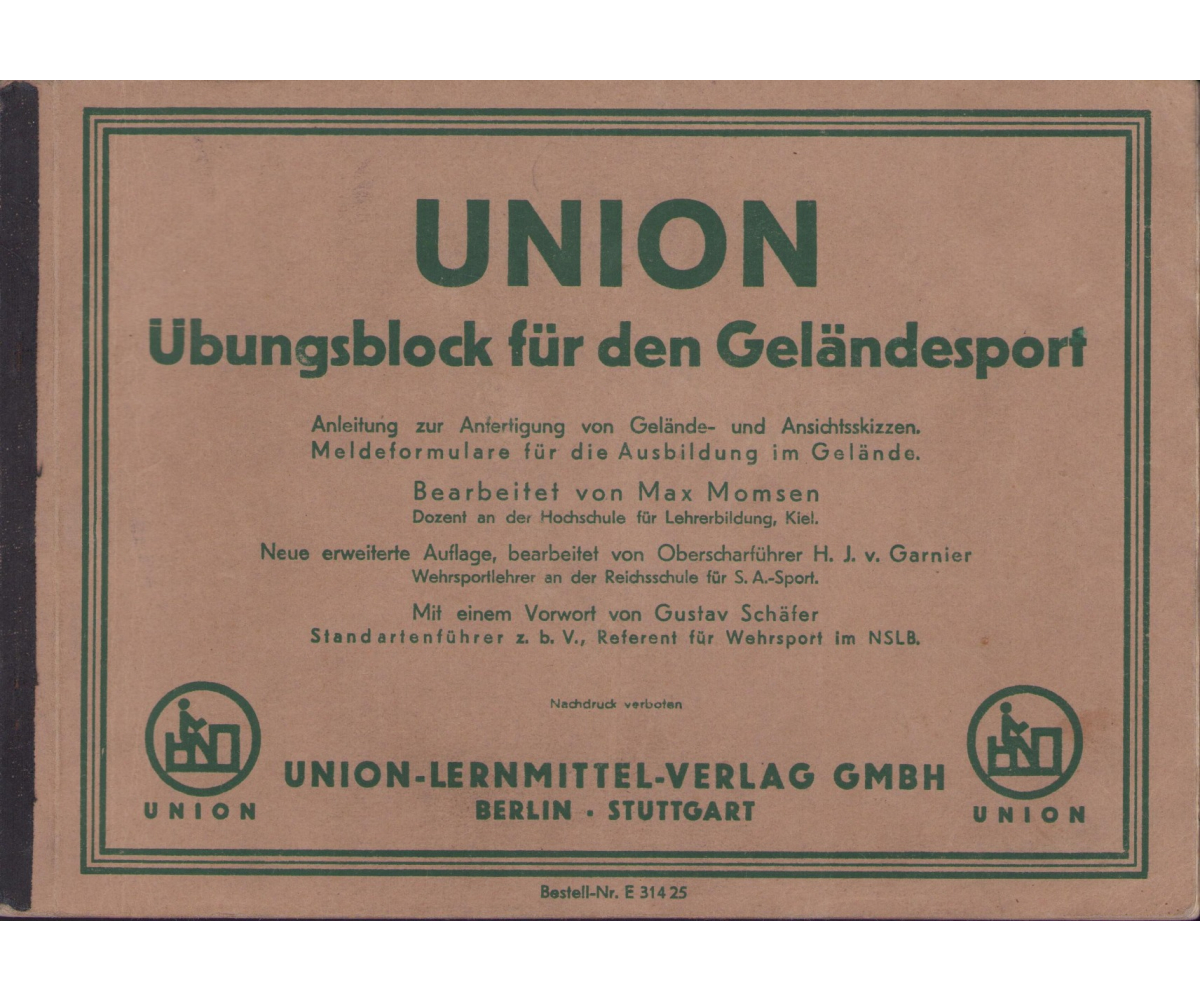 UNION
Übungsblock für den Geländesport
Anleitung zur Anfertigung von Gelände- und Ansichtsskizzen.
Meldeformulare für die Ausbildung im Gelände.
Bearbeitet von Max Momsen
Dozent an der Hochschule für Lehrerbildung, Kiel.
Neue erweiterte Auflage, bearbeitet von Oberscharführer H. J. v. Garnier
Wehrsportlehrer an der Reichsschule für S. A.-Sport.
Mit einem Vorwort von Gustav Schäfer
Standartenführer z. b. V., Referent für Wehrsport im NSLB.
Nachdruck verboten
UNION-LERNMITTEL-VERLAG GMBH
BERLIN · STUTTGART
UNION
UNION
Bestell-Nr. E 314 25